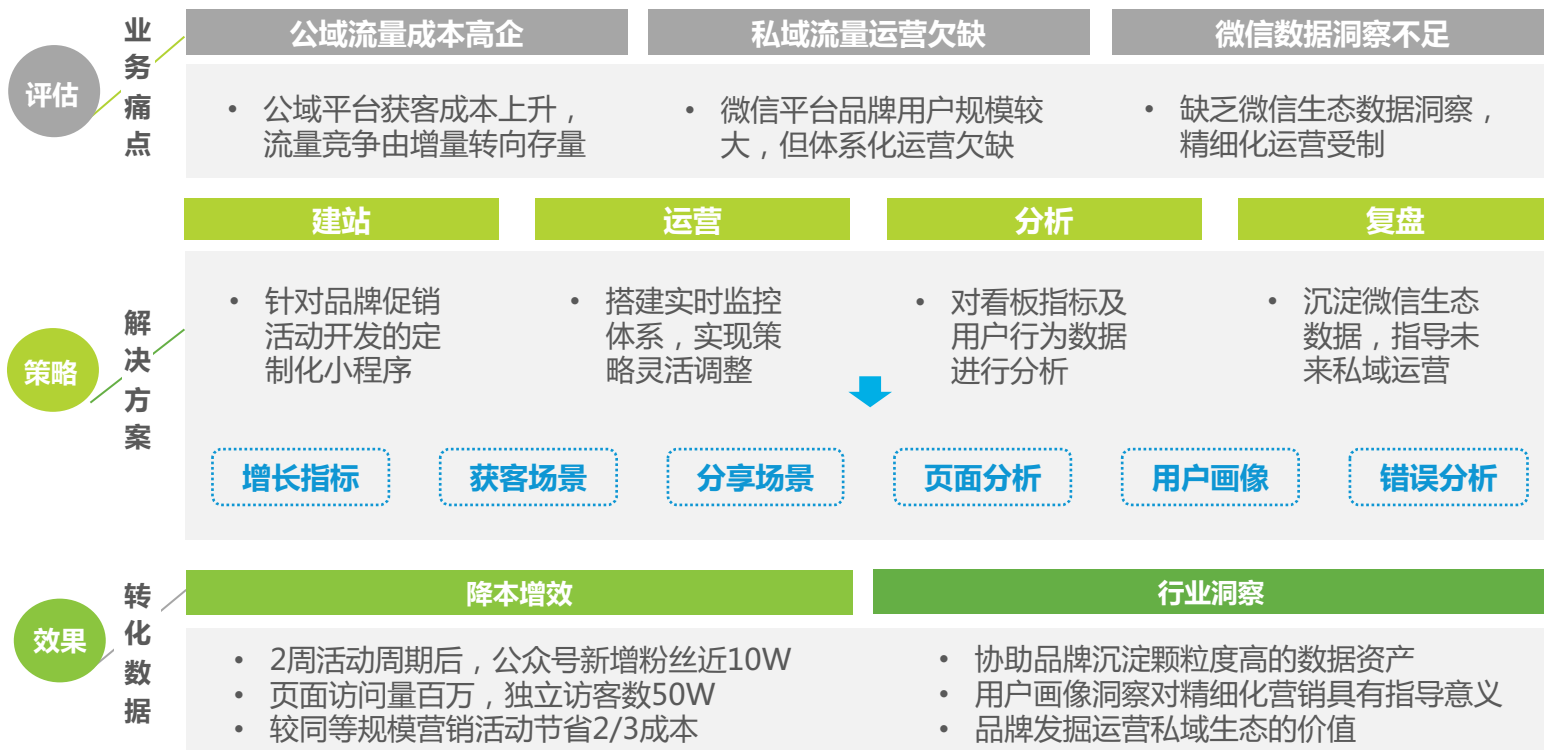 评估
业务痛点
公域流量成本高企
私域流量运营欠缺
微信数据洞察不足
• 公域平台获客成本上升，
流量竞争由增量转向存量
• 微信平台品牌用户规模较
大，但体系化运营欠缺
• 缺乏微信生态数据洞察，
精细化运营受制
策略
解决方案
建站
运营
分析
复盘
• 针对品牌促销
活动开发的定
制化小程序
• 搭建实时监控
体系，实现策
略灵活调整
• 对看板指标及
用户行为数据
进行分析
• 沉淀微信生态
数据，指导未
来私域运营
增长指标
获客场景
分享场景
页面分析
用户画像
错误分析
效果
转化数据
降本增效
行业洞察
• 2周活动周期后，公众号新增粉丝近10W
• 页面访问量百万，独立访客数50W
• 较同等规模营销活动节省2/3成本
• 协助品牌沉淀颗粒度高的数据资产
• 用户画像洞察对精细化营销具有指导意义
• 品牌发掘运营私域生态的价值